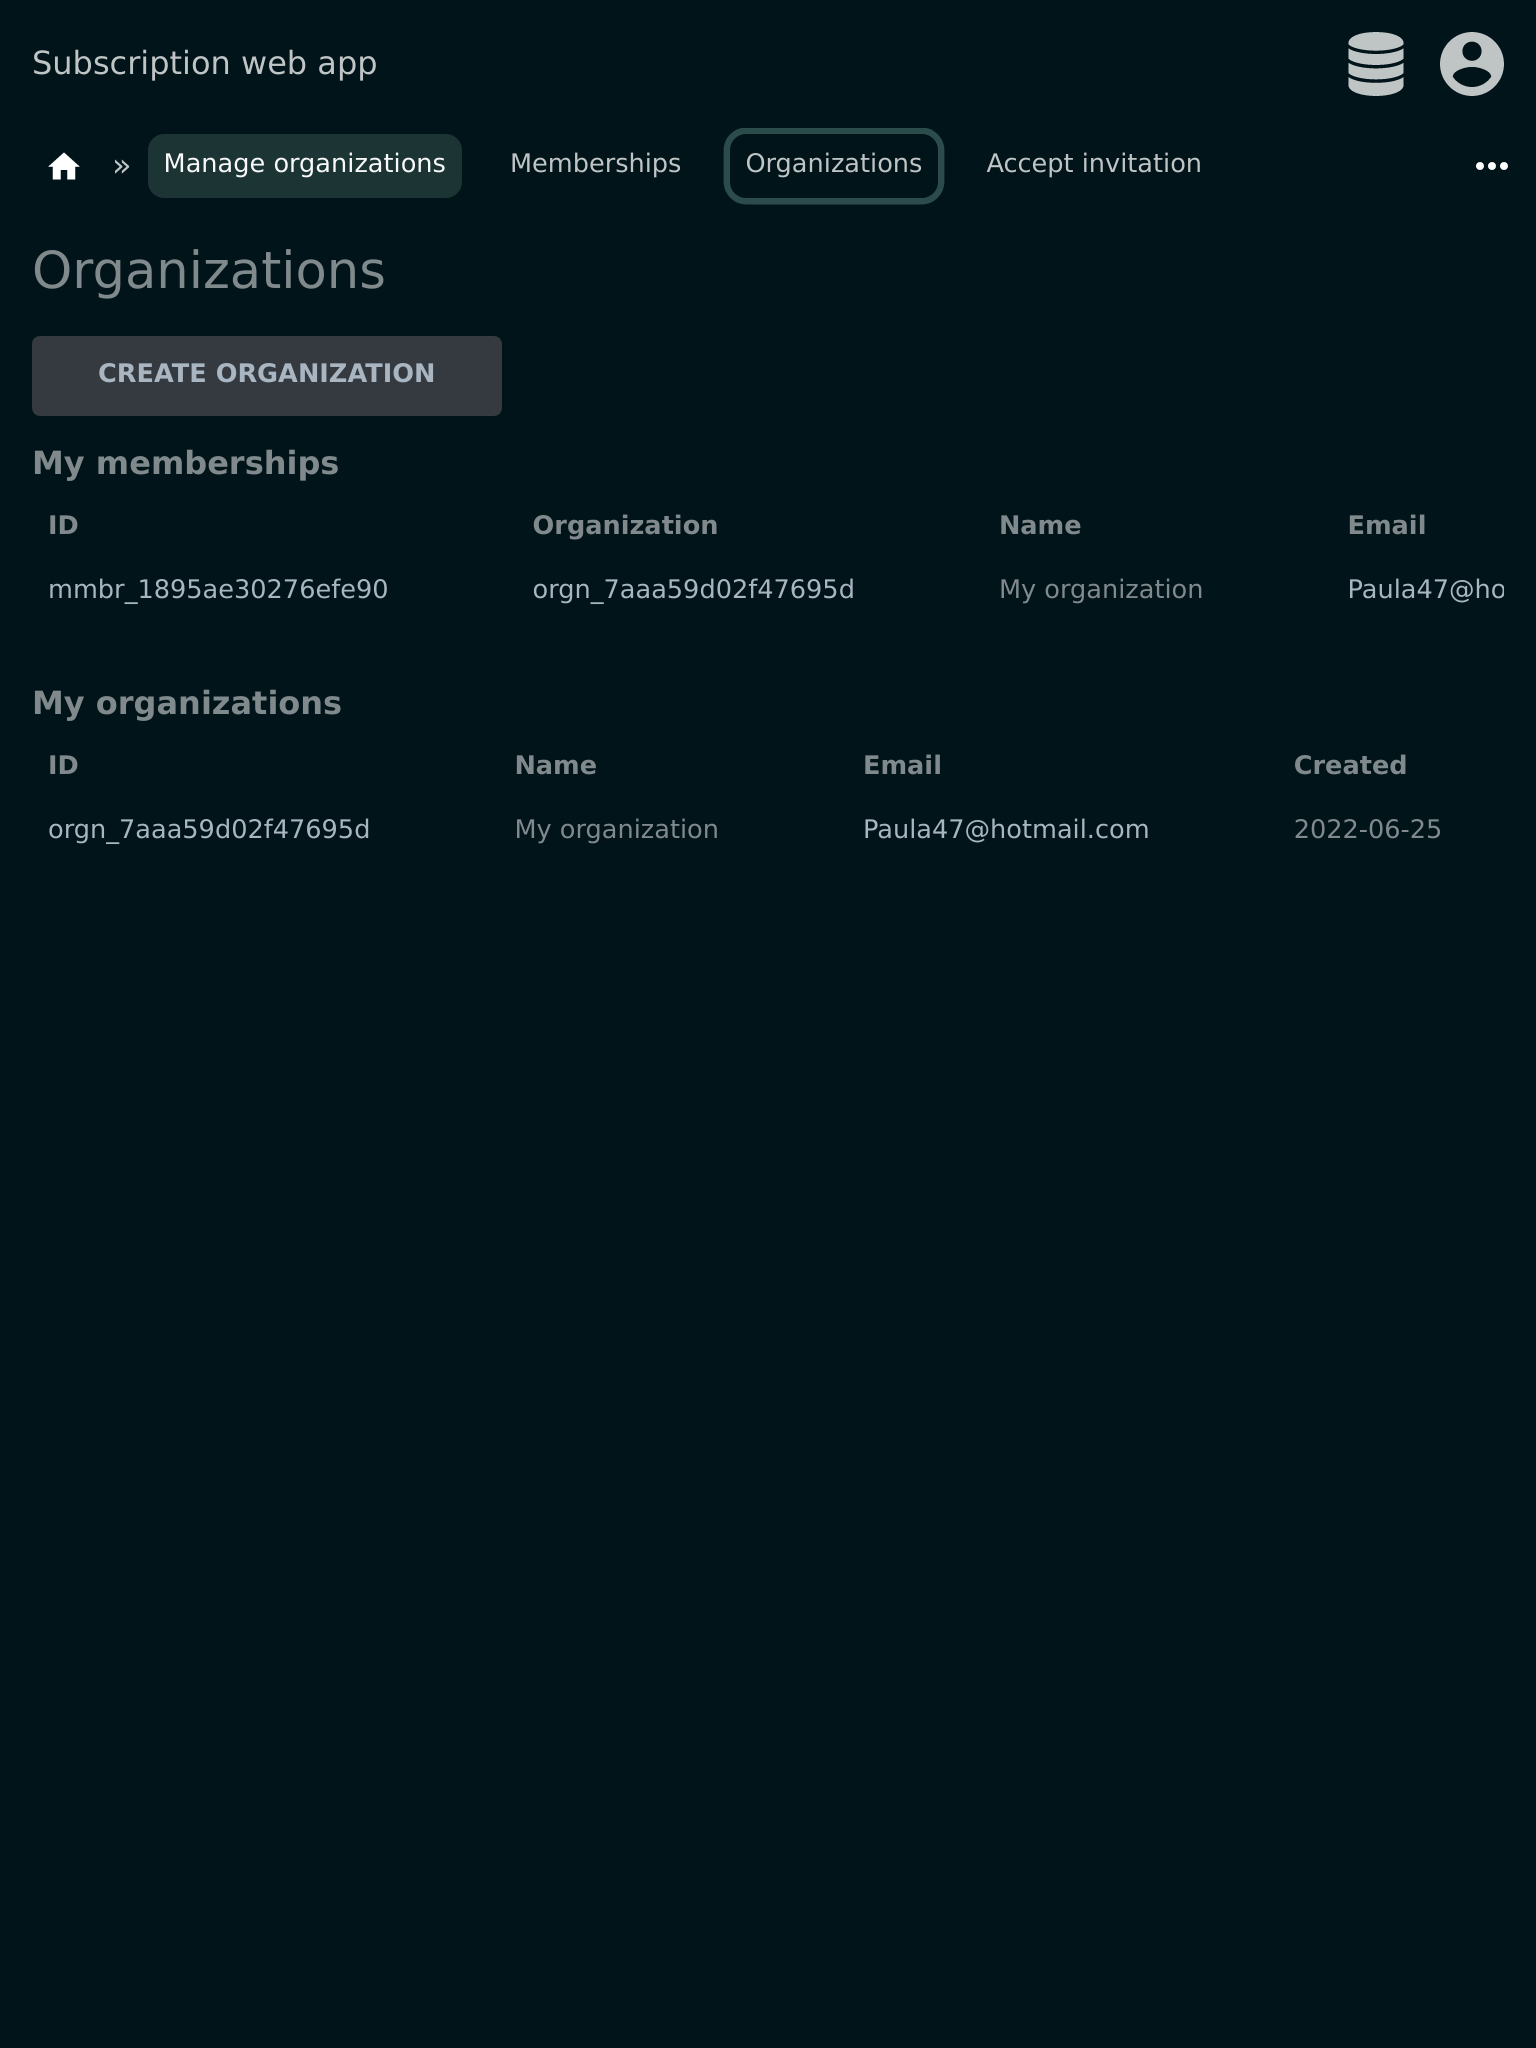 Subscription web app
» Manage organizations Memberships Organizations Accept invitation
Organizations
CREATE ORGANIZATION
My memberships
ID Organization Name Email
mmbr_1895ae30276efe90 orgn_7aaa59d02f47695d My organization Paula47@ho
My organizations
ID Name Email Created
orgn_7aaa59d02f47695d My organization Paula47@hotmail.com 2022-06-25